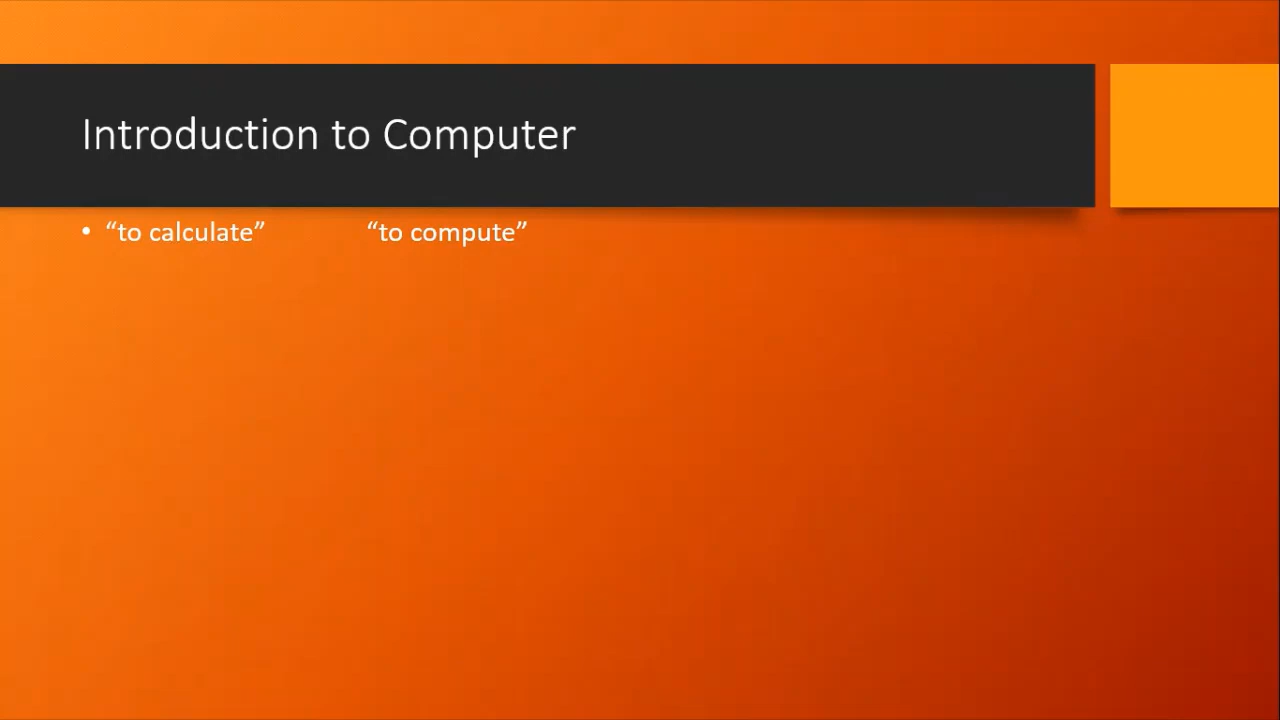 Introduction to Computer
• “to calculate” “to compute”